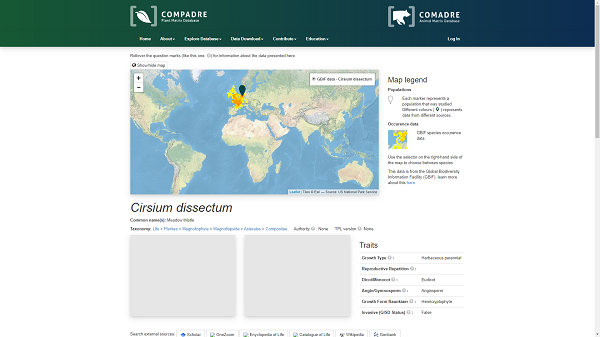 COMPADRE
Plant Matrix Database
COMADRE
Animal Matrix Database
Home About Explore Database Data Download Contribute Education Log In
Rollover the question marks (like this one: ) for information about the data presented here.
Show/hide map
+
−
GBIF data - Cirsium dissectum
Leaflet | Tiles © Esri — Source: US National Park Service
Map legend
Populations
Each marker represents a
population that was studied
Different colours ( ) represents
data from different sources.
Occurence data
GBIF species occurence
data
Use the selector on the right-hand side of
the map to choose between species
This data is from the Global Biodiversity
Information Facility (GBIF), learn more
about this here.
Cirsium dissectum
Common name(s): Meadow thistle
Taxonomy: Life > Plantae > Magnoliophyta > Magnoliopsida > Asterales > Compositae Authority : None TPL version : None
Traits
Growth Type : Herbaceous perennial
Reproductive Repetition :
Dicot/Monocot : Eudicot
Angio/Gymnosperm : Angiosperm
Growth Form Raunkiaer : Hemicryptophyte
Invasive (GISD Status) : False
Search external sources: Scholar OneZoom Encyclopedia of Life Catalogue of Life Wikipedia Genbank